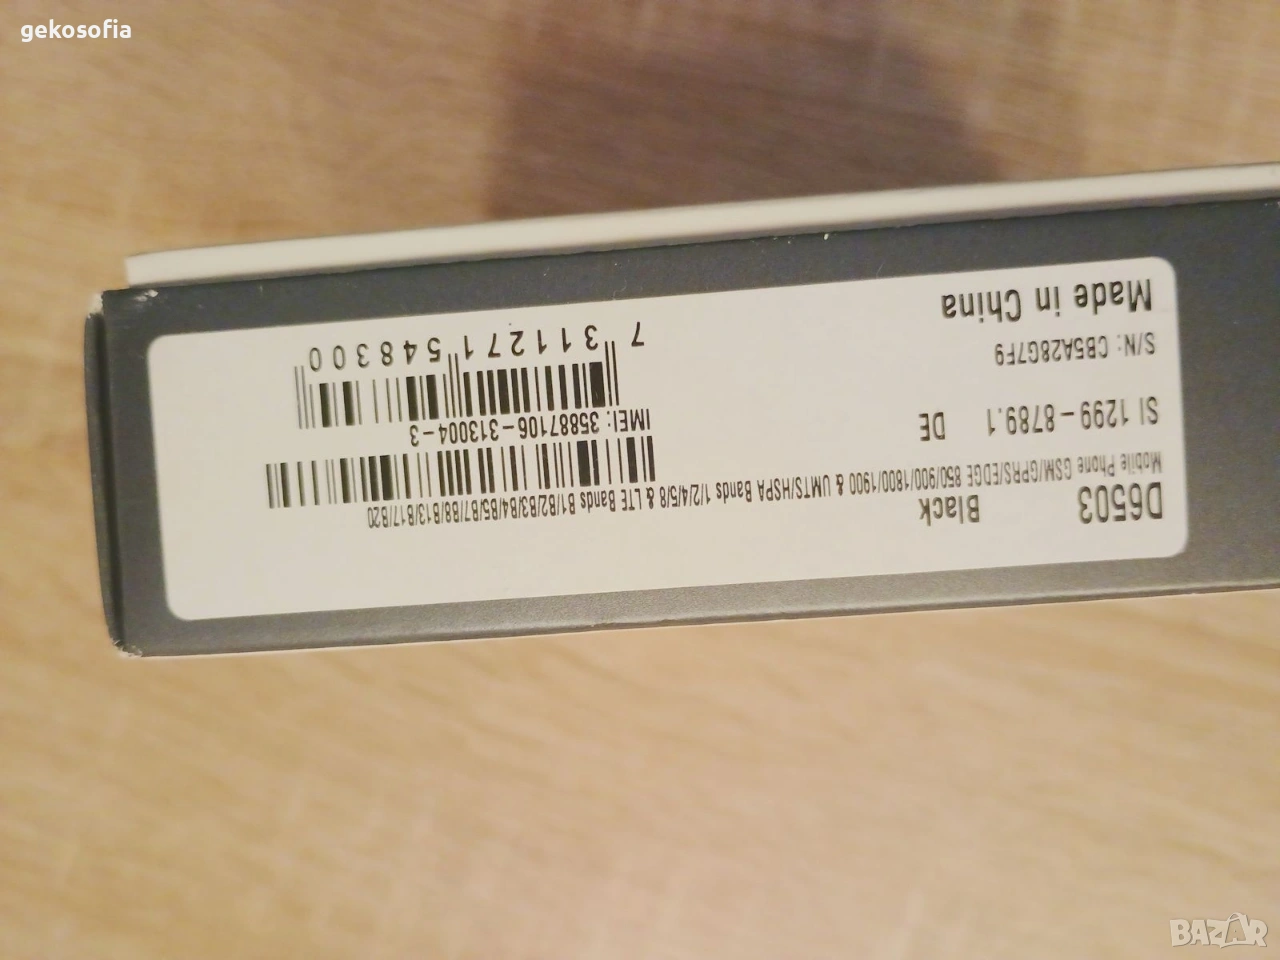 gekosofia
D6503 Black
Mobile Phone GSM/GPRS/EDGE 850/900/1800/1900 & UMTS/HSPA Bands 1/2/4/5/8 & LTE Bands B1/B2/B3/B4/B5/B7/B8/B13/B17/B20
SI 1299-8789.1 DE
IMEI: 35887106-313004-3
S/N: CB5A28G7F9
Made in China
7 311271 548300
BAZAR